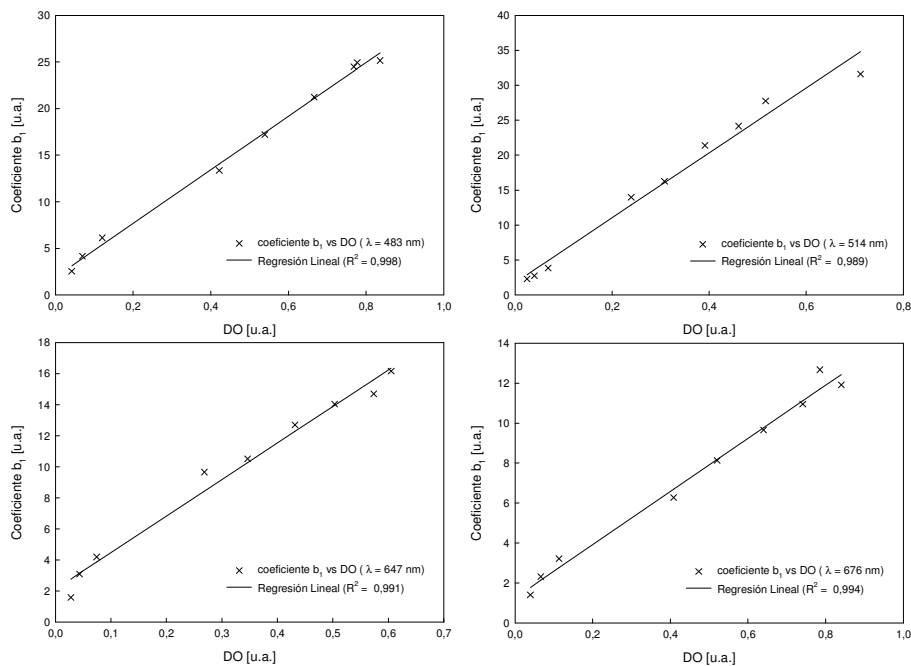 30
25
20
15
10
5
0
0,0 0,2 0,4 0,6 0,8 1,0
Coeficiente b₁ [u.a.]
DO [u.a.]
coeficiente b₁ vs DO ( λ = 483 nm)
Regresión Lineal (R² = 0,998)
40
35
30
25
20
15
10
5
0
0,0 0,2 0,4 0,6 0,8
Coeficiente b₁ [u.a.]
DO [u.a.]
coeficiente b₁ vs DO ( λ = 514 nm)
Regresión Lineal (R² = 0,989)
18
16
14
12
10
8
6
4
2
0
0,0 0,1 0,2 0,3 0,4 0,5 0,6 0,7
Coeficiente b₁ [u.a.]
DO [u.a.]
coeficiente b₁ vs DO ( λ = 647 nm)
Regresión Lineal (R² = 0,991)
14
12
10
8
6
4
2
0
0,0 0,2 0,4 0,6 0,8 1,0
Coeficiente b₁ [u.a.]
DO [u.a.]
coeficiente b₁ vs DO ( λ = 676 nm)
Regresión Lineal (R² = 0,994)